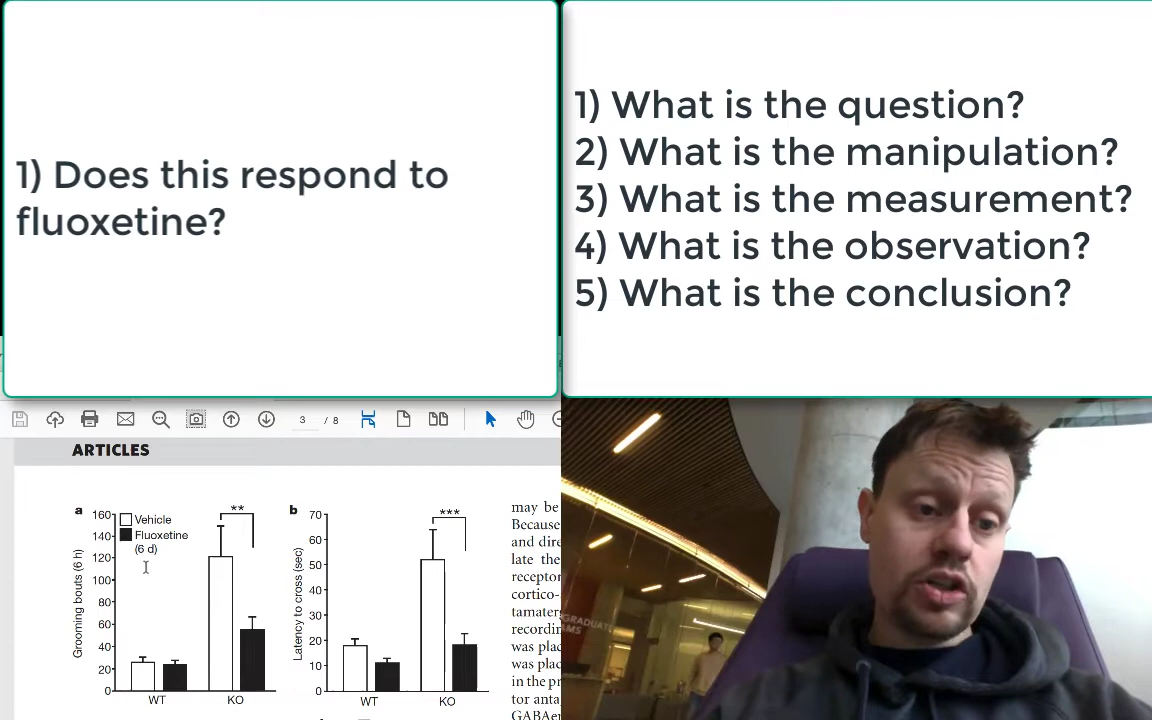 1) Does this respond to
fluoxetine?
1) What is the question?
2) What is the manipulation?
3) What is the measurement?
4) What is the observation?
5) What is the conclusion?
3 / 8
ARTICLES
a
160
140
120
100
80
60
40
20
0
Grooming bouts (6 h)
Vehicle
Fluoxetine
(6 d)
**
WT
KO
b
70
60
50
40
30
20
10
0
Latency to cross (sec)
***
WT
KO
may be
Because
and dire
late the
receptor
cortico-
tamater
recordin
was plac
was plac
in the pr
tor anta
GABAer
GRADUATE